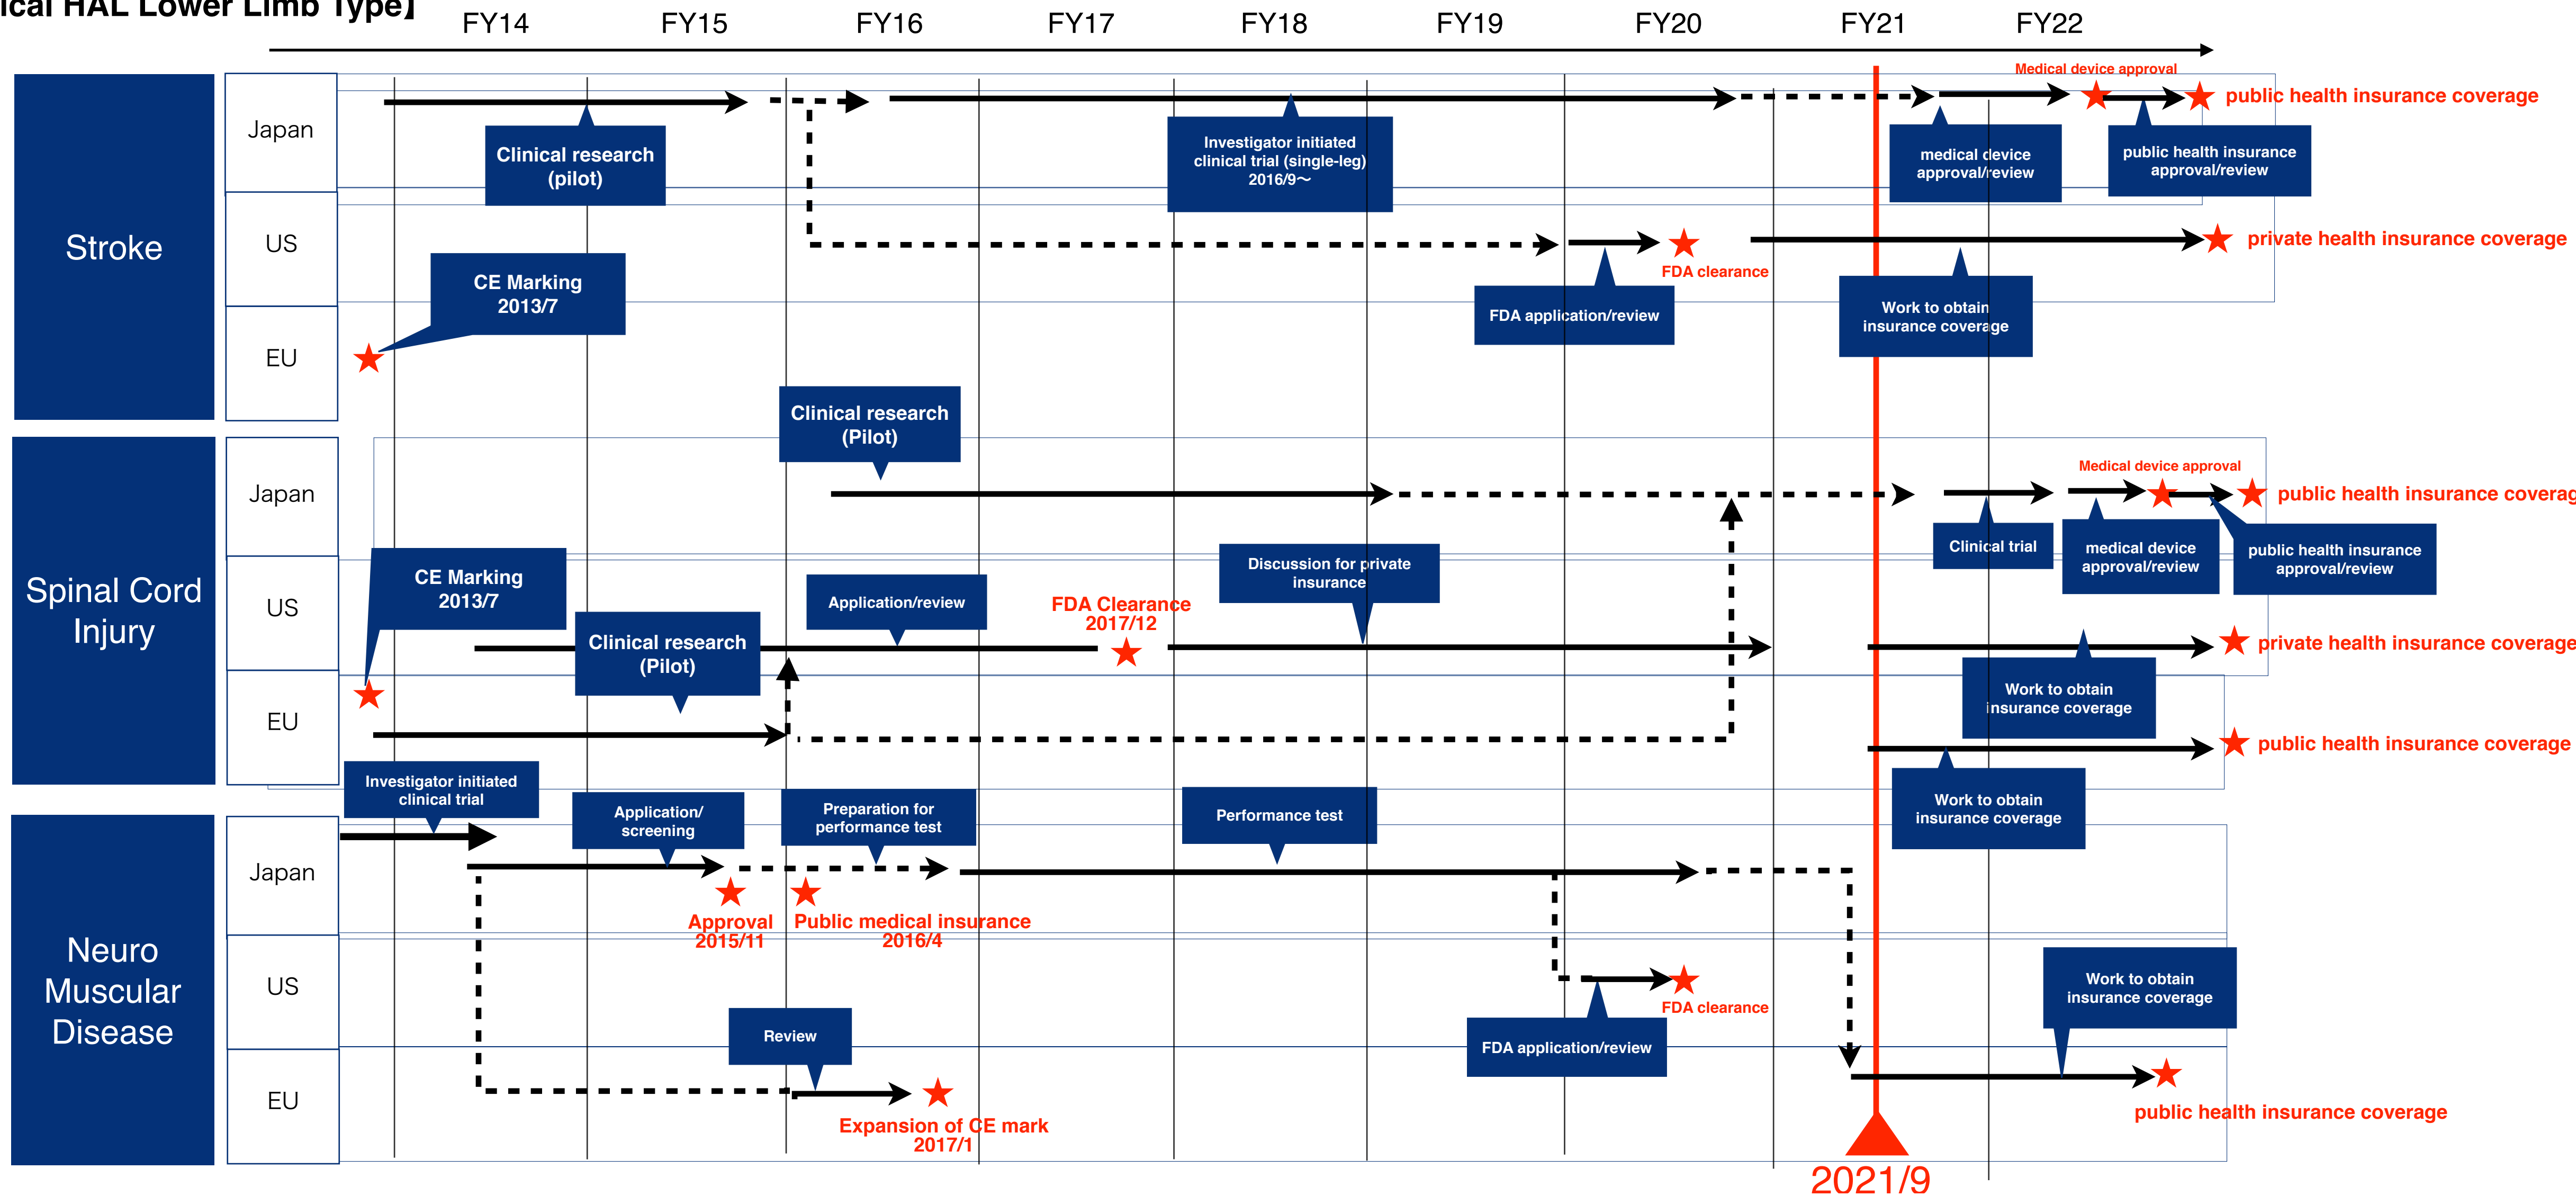 ical HAL Lower Limb Type】
FY14 FY15 FY16 FY17 FY18 FY19 FY20 FY21 FY22
Stroke
Japan
Clinical research
(pilot)
Investigator initiated
clinical trial (single-leg)
2016/9～
medical device
approval/review
Medical device approval
public health insurance
approval/review
public health insurance coverage
US
FDA application/review
FDA clearance
Work to obtain
insurance coverage
private health insurance coverage
EU
CE Marking
2013/7
Spinal Cord
Injury
Japan
Clinical research
(Pilot)
Clinical trial
medical device
approval/review
Medical device approval
public health insurance
approval/review
public health insurance coverag
US
Application/review
FDA Clearance
2017/12
Discussion for private
insurance
Work to obtain
insurance coverage
private health insurance coverage
EU
CE Marking
2013/7
Clinical research
(Pilot)
Work to obtain
insurance coverage
public health insurance coverage
Neuro
Muscular
Disease
Japan
Investigator initiated
clinical trial
Application/
screening
Approval
2015/11
Preparation for
performance test
Public medical insurance
2016/4
Performance test
US
FDA application/review
FDA clearance
EU
Review
Expansion of CE mark
2017/1
Work to obtain
insurance coverage
public health insurance coverage
2021/9